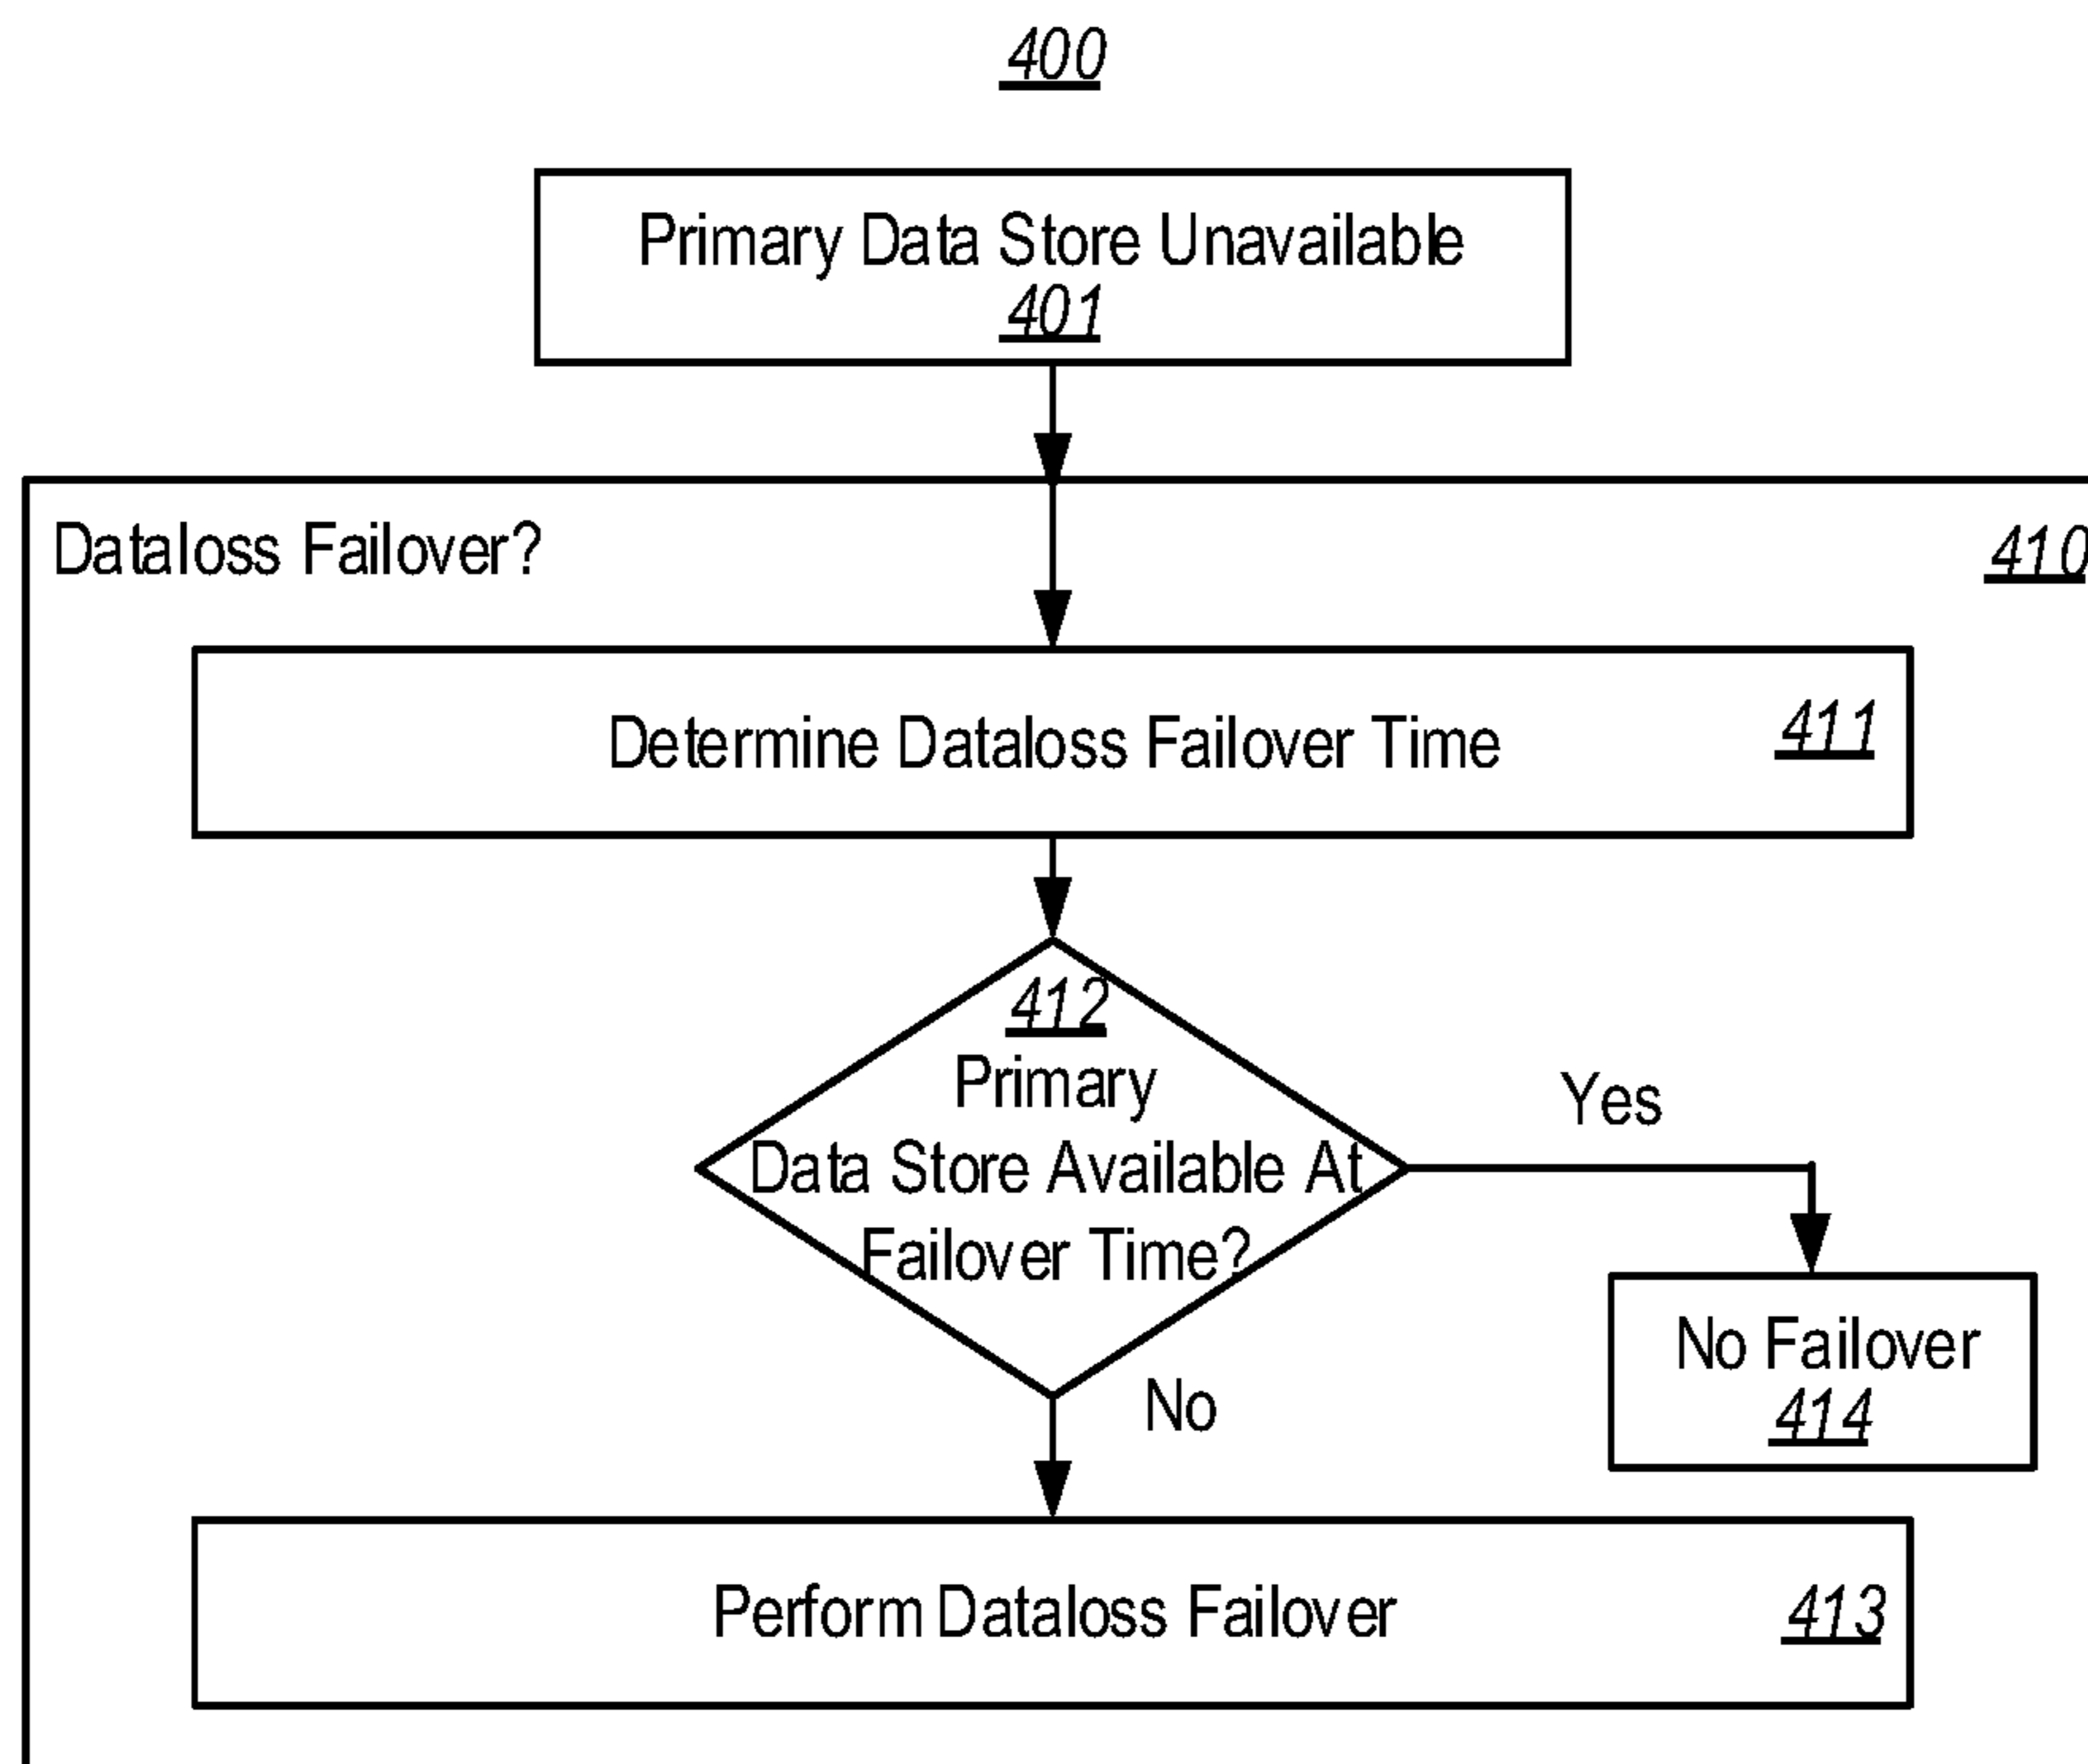 400
Primary Data Store Unavailable
401
Dataloss Failover?
410
Determine Dataloss Failover Time
411
412
Primary
Data Store Available At
Failover Time?
Yes
No Failover
414
No
Perform Dataloss Failover
413